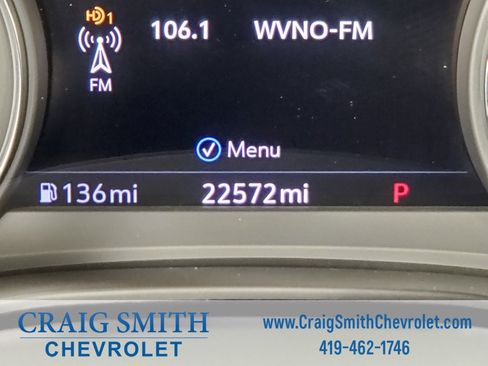 HD1
106.1 WVNO-FM
FM
Menu
136mi 22572mi P
CRAIG SMITH
CHEVROLET
www.CraigSmithChevrolet.com
419-462-1746